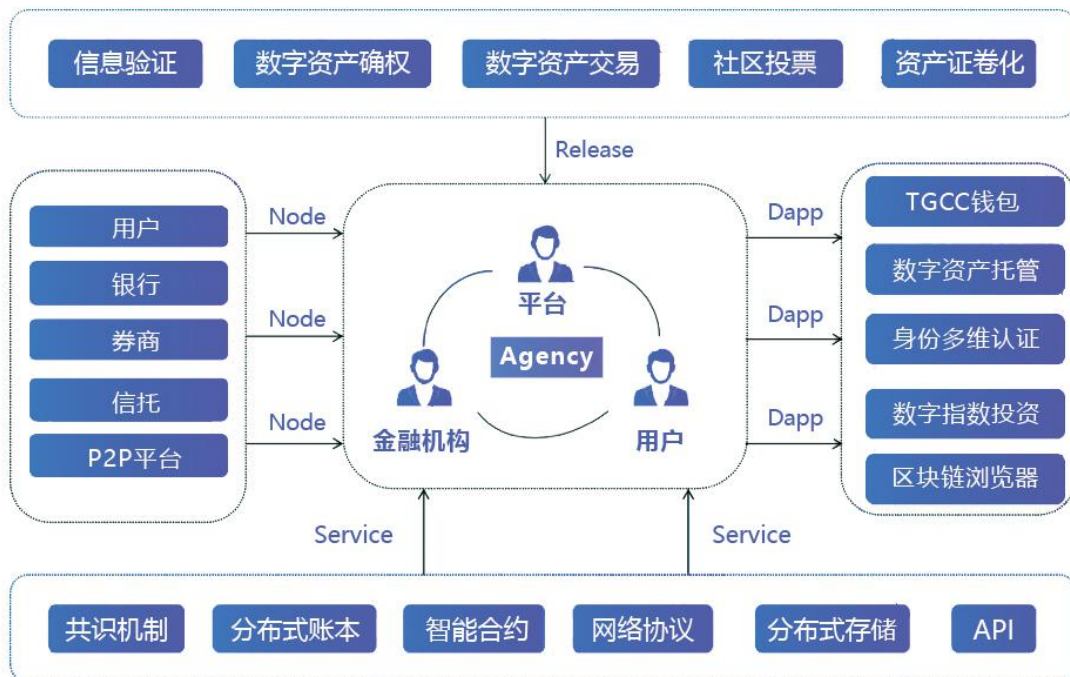 信息验证
数字资产确权
数字资产交易
社区投票
资产证卷化
Release
用户
银行
券商
信托
P2P平台
Node
Node
Node
平台
Agency
金融机构
用户
Dapp
Dapp
Dapp
TGCC钱包
数字资产托管
身份多维认证
数字指数投资
区块链浏览器
Service
Service
共识机制
分布式账本
智能合约
网络协议
分布式存储
API